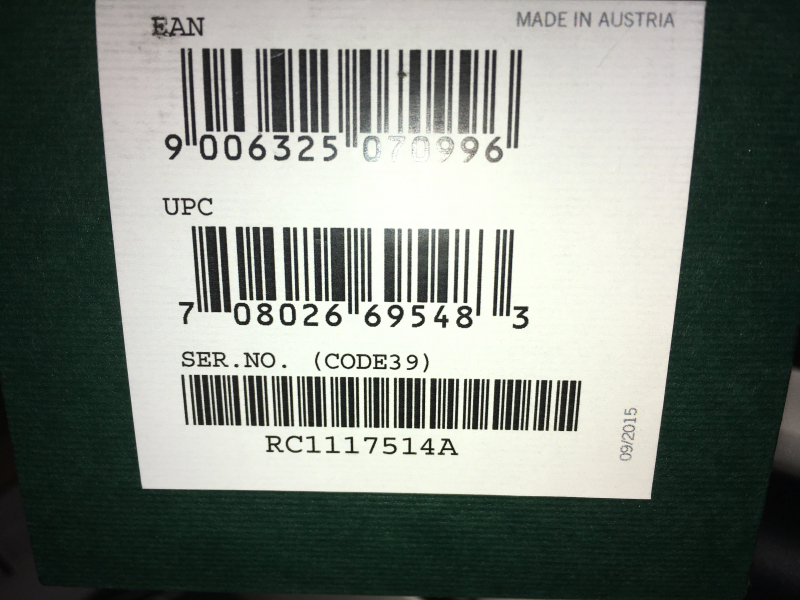 EAN
MADE IN AUSTRIA
9 006325 070996
UPC
7 08026 69548 3
SER.NO. (CODE39)
RC1117514A
09/2015